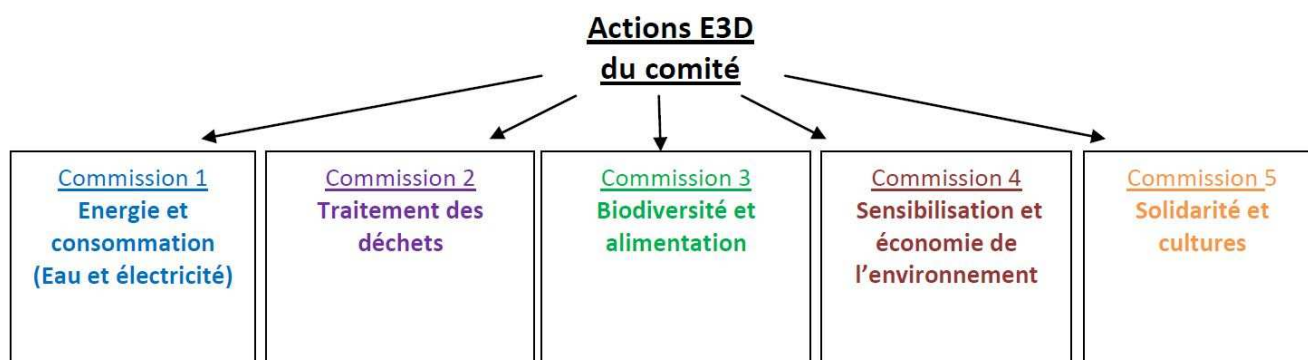 Actions E3D
du comité
Commission 1
Energie et
consommation
(Eau et électricité)
Commission 2
Traitement des
déchets
Commission 3
Biodiversité et
alimentation
Commission 4
Sensibilisation et
économie de
l'environnement
Commission 5
Solidarité et
cultures